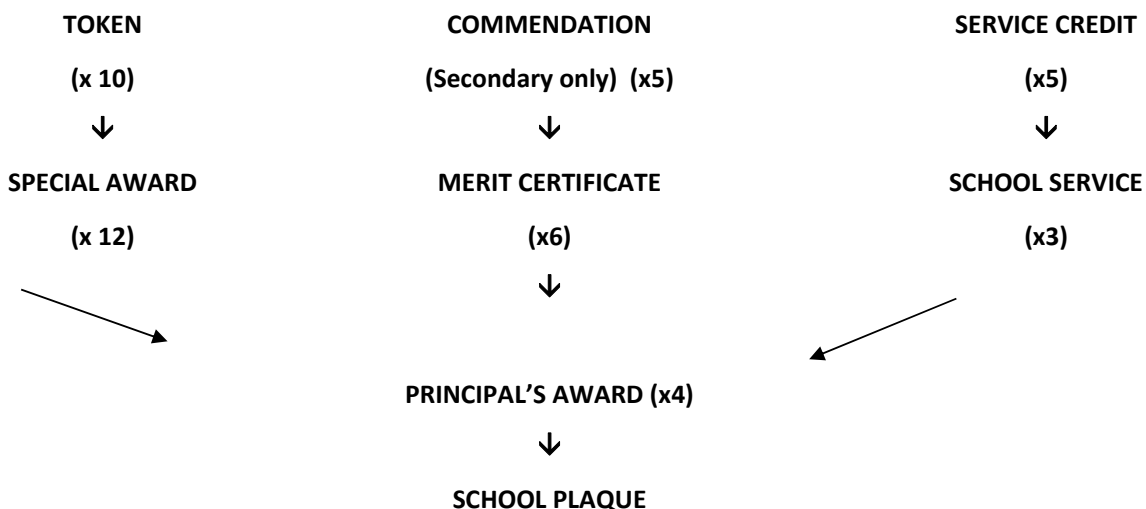 TOKEN COMMENDATION SERVICE CREDIT
(x 10) (Secondary only) (x5) (x5)
SPECIAL AWARD MERIT CERTIFICATE SCHOOL SERVICE
(x 12) (x6) (x3)
PRINCIPAL’S AWARD (x4)
SCHOOL PLAQUE